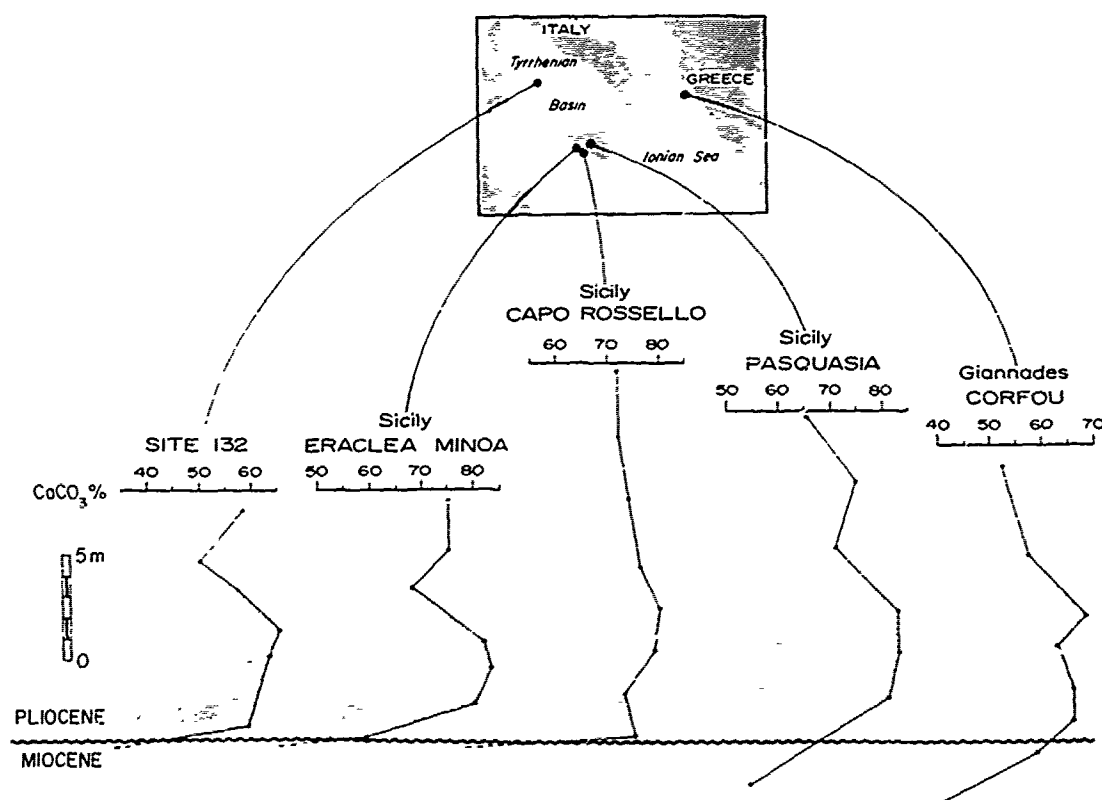 ITALY
Tyrrhenian
GREECE
Basin
Ionian Sea
Sicily
CAPO ROSSELLO
60 70 80
Sicily
PASQUASIA
50 60 70 80
Giannades
CORFOU
40 50 60 70
Sicily
SITE 132 ERACLEA MINOA
40 50 60 50 60 70 80
CaCO₃%
5m
0
PLIOCENE
MIOCENE